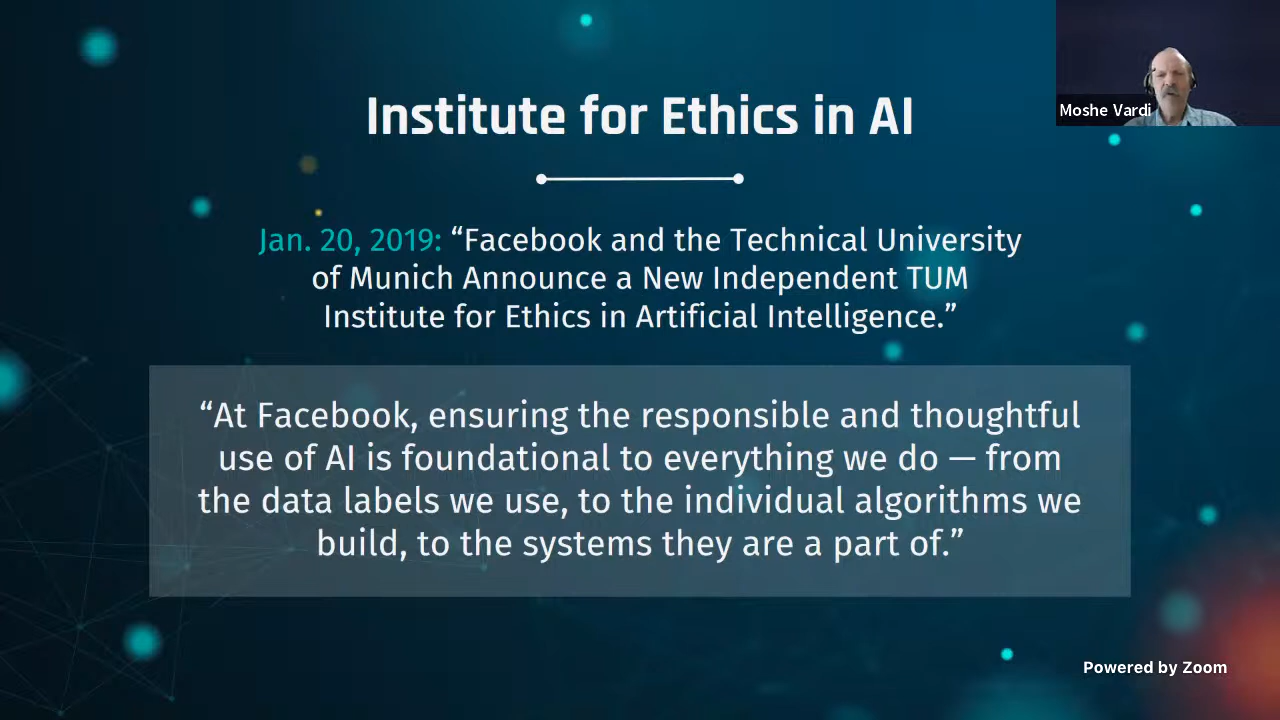 Institute for Ethics in AI
Moshe Vardi
Jan. 20, 2019: “Facebook and the Technical University
of Munich Announce a New Independent TUM
Institute for Ethics in Artificial Intelligence.”
“At Facebook, ensuring the responsible and thoughtful
use of AI is foundational to everything we do — from
the data labels we use, to the individual algorithms we
build, to the systems they are a part of.”
Powered by Zoom